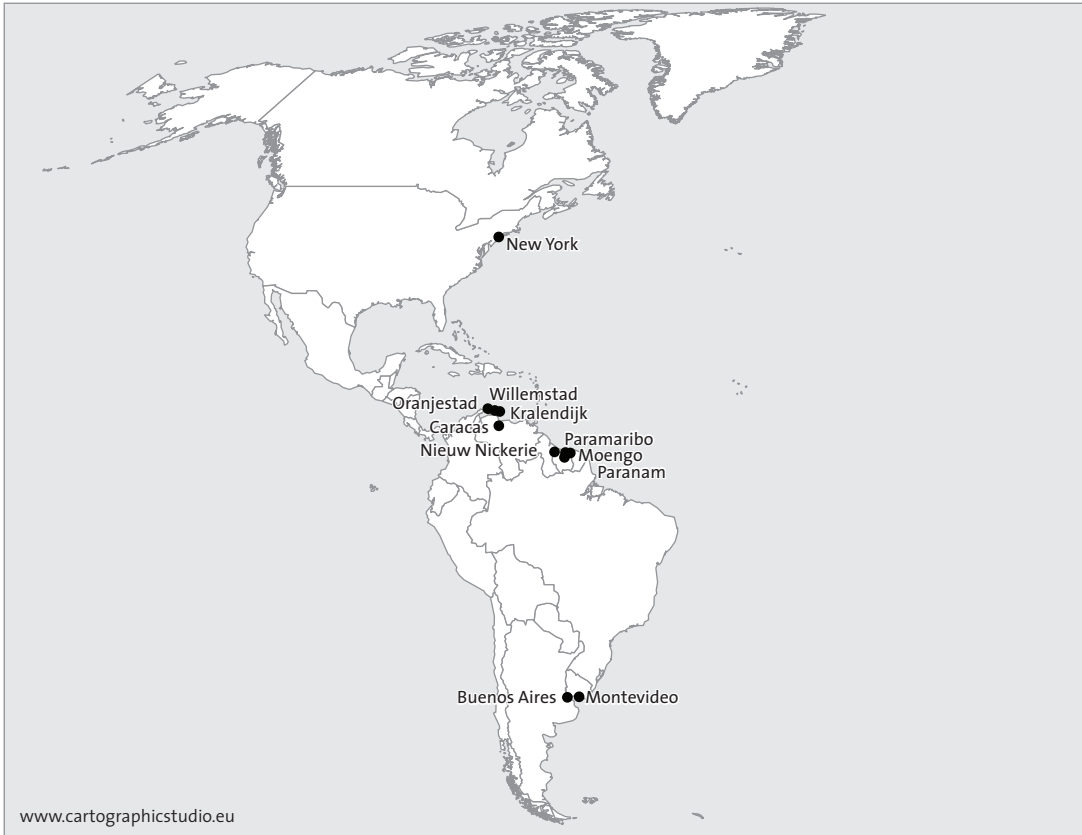 New York
Willemstad
Oranjestad
Kralendijk
Caracas
Paramaribo
Nieuw Nickerie
Moengo
Paranam
Buenos Aires
Montevideo
www.cartographicstudio.eu